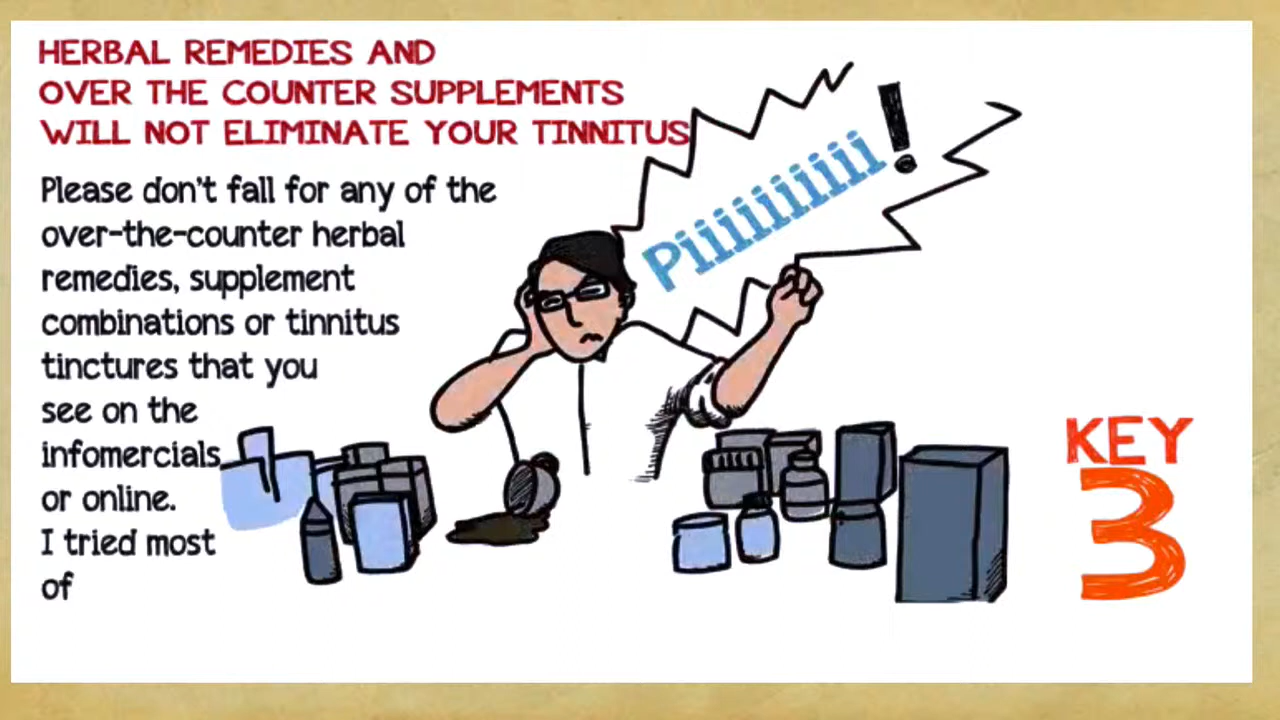 HERBAL REMEDIES AND
OVER THE COUNTER SUPPLEMENTS
WILL NOT ELIMINATE YOUR TINNITUS
Please don't fall for any of the
over-the-counter herbal
remedies, supplement
combinations or tinnitus
tinctures that you
see on the
infomercials
or online.
I tried most
of
Piiiiiiiiii!
KEY
3